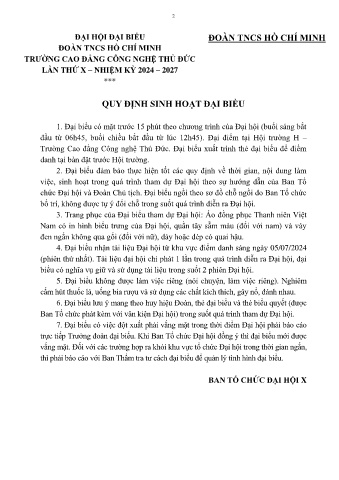 2
ĐẠI HỘI ĐẠI BIỂU
ĐOÀN TNCS HỒ CHÍ MINH
TRƯỜNG CAO ĐẲNG CÔNG NGHỆ THỦ ĐỨC
LẦN THỨ X – NHIỆM KỲ 2024 – 2027
***
ĐOÀN TNCS HỒ CHÍ MINH
QUY ĐỊNH SINH HOẠT ĐẠI BIỂU
1. Đại biểu có mặt trước 15 phút theo chương trình của Đại hội (buổi sáng bắt
đầu từ 06h45, buổi chiều bắt đầu từ lúc 12h45). Địa điểm Tại Hội trường H –
Trường Cao đẳng Công nghệ Thủ Đức. Đại biểu xuất trình thẻ đại biểu để điểm
danh tại bàn đặt trước Hội trường.
2. Đại biểu đảm bảo thực hiện tốt các quy định về thời gian, nội dung làm
việc, sinh hoạt trong quá trình tham dự Đại hội theo sự hướng dẫn của Ban Tổ
chức Đại hội và Đoàn Chủ tịch. Đại biểu ngồi theo sơ đồ chỗ ngồi do Ban Tổ chức
bố trí, không được tự ý đổi chỗ trong suốt quá trình diễn ra Đại hội.
3. Trang phục của Đại biểu tham dự Đại hội: Áo đồng phục Thanh niên Việt
Nam có in hình biểu trưng của Đoàn, quần tây sẫm màu (đối với nam) và váy
đen ngắn không qua gối (đối với nữ), dây hoặc dép có quai hậu.
4. Đại biểu nhận tài liệu Đại hội từ khu vực điểm danh sáng ngày 05/07/2024
(phiên thứ nhất). Tài liệu đại hội chỉ phát 1 lần trong quá trình diễn ra Đại hội, đại
biểu có nghĩa vụ giữ và sử dụng tài liệu trong suốt 2 phiên Đại hội.
5. Đại biểu không được làm việc riêng (nói chuyện, làm việc riêng). Nghiêm
cấm hút thuốc lá, uống bia rượu và sử dụng các chất kích thích, gây nổ, đánh nhau.
6. Đại biểu lưu ý mang theo huy hiệu Đoàn, thẻ đại biểu và thẻ biểu quyết (được
Ban Tổ chức phát kèm với văn kiện Đại hội) trong suốt quá trình tham dự Đại hội.
7. Đại biểu có việc đột xuất phải vắng mặt trong thời điểm Đại hội phải báo cáo
trực tiếp Trưởng đoàn đại biểu. Khi Ban Tổ chức Đại hội đồng ý thì đại biểu mới được
vắng mặt. Đối với các trường hợp ra khỏi khu vực tổ chức Đại hội trong thời gian ngắn,
thì phải báo cáo với Ban Thẩm tra tư cách đại biểu để quản lý tình hình đại biểu.
BAN TỔ CHỨC ĐẠI HỘI X